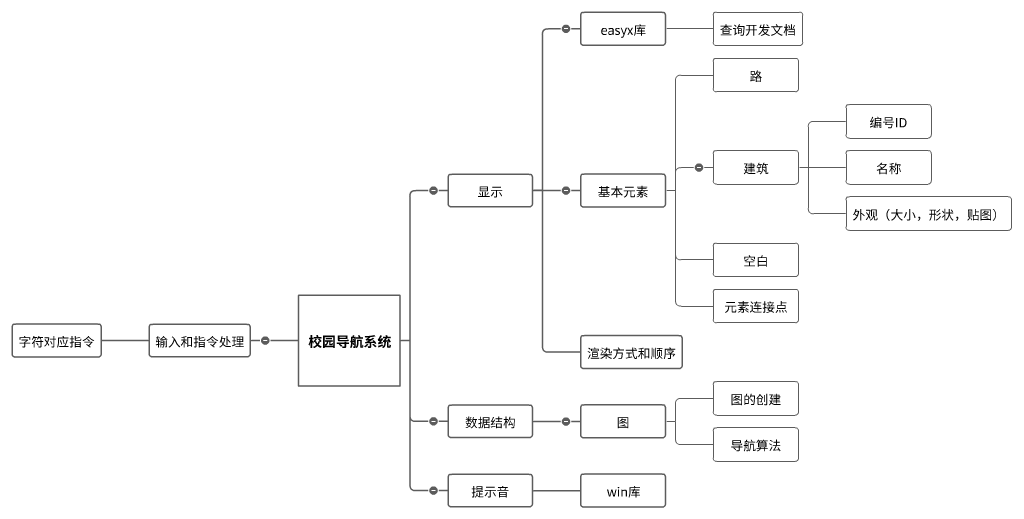 easyx库
查询开发文档
路
编号ID
建筑
名称
显示
基本元素
外观（大小，形状，贴图）
空白
元素连接点
字符对应指令
输入和指令处理
校园导航系统
渲染方式和顺序
图的创建
数据结构
图
导航算法
提示音
win库